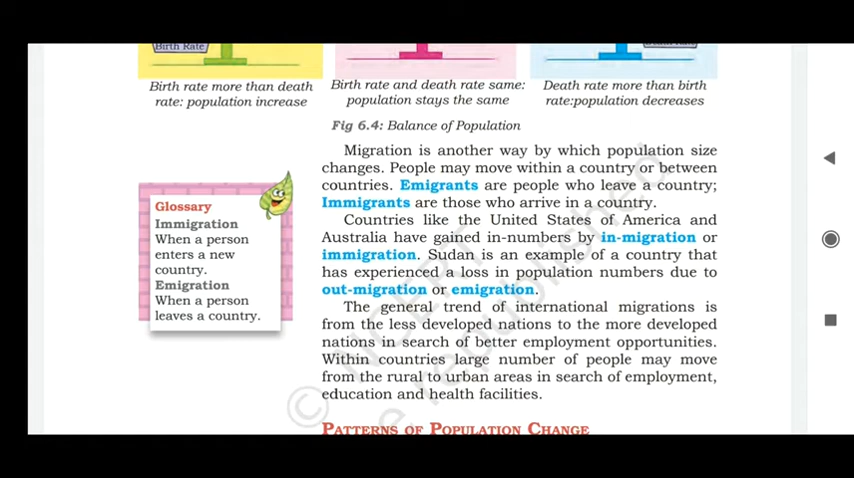 Birth Rate
Birth rate more than death
rate: population increase
Birth rate and death rate same:
population stays the same
Death rate more than birth
rate:population decreases
Fig 6.4: Balance of Population
Migration is another way by which population size
changes. People may move within a country or between
countries. Emigrants are people who leave a country;
Immigrants are those who arrive in a country.
Glossary
Immigration
When a person
enters a new
country.
Emigration
When a person
leaves a country.
Countries like the United States of America and
Australia have gained in-numbers by in-migration or
immigration. Sudan is an example of a country that
has experienced a loss in population numbers due to
out-migration or emigration.
The general trend of international migrations is
from the less developed nations to the more developed
nations in search of better employment opportunities.
Within countries large number of people may move
from the rural to urban areas in search of employment,
education and health facilities.
© NCERT
be republished
PATTERNS OF POPULATION CHANGE